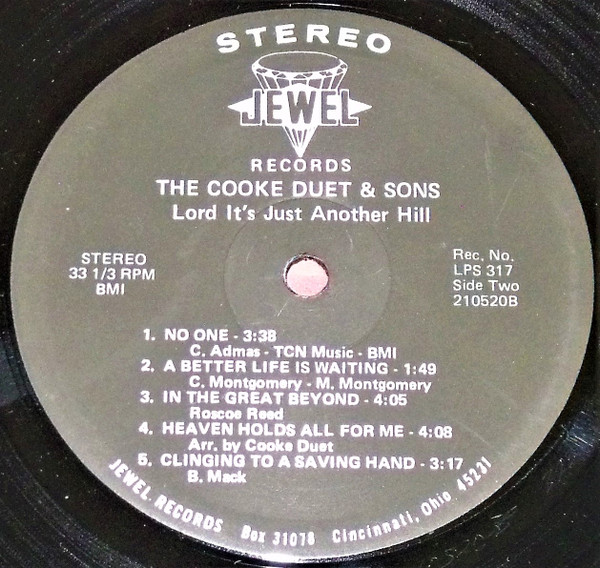 STEREO
JEWEL
RECORDS
THE COOKE DUET & SONS
Lord It's Just Another Hill
STEREO
33 1/3 RPM
BMI
Rec. No.
LPS 317
Side Two
210520B
1. NO ONE - 3:38
C. Admas - TCN Music - BMI
2. A BETTER LIFE IS WAITING - 1:49
C. Montgomery - M. Montgomery
3. IN THE GREAT BEYOND - 4:05
Roscoe Reed
4. HEAVEN HOLDS ALL FOR ME - 4:08
Arr. by Cooke Duet
5. CLINGING TO A SAVING HAND - 3:17
B. Mack
JEWEL RECORDS Box 31078 Cincinnati, Ohio 45231